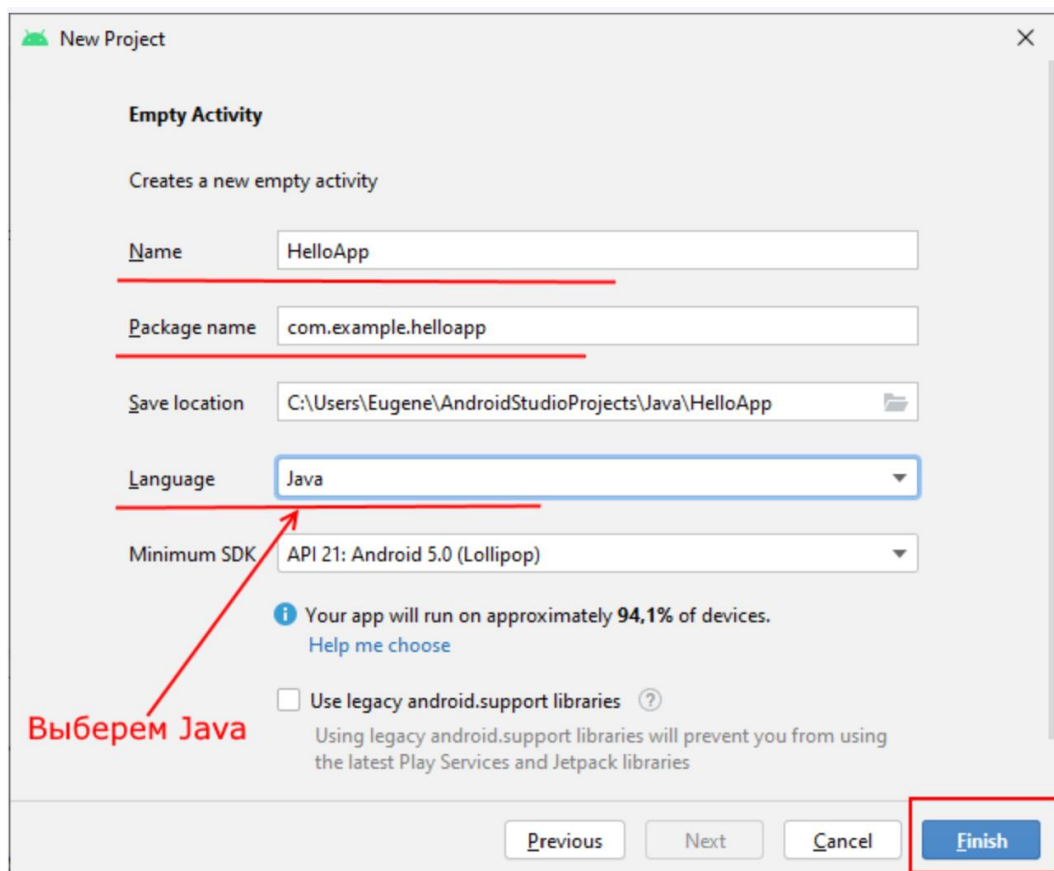 New Project
Empty Activity
Creates a new empty activity
Name HelloApp
Package name com.example.helloapp
Save location C:\Users\Eugene\AndroidStudioProjects\Java\HelloApp
Language Java
Minimum SDK API 21: Android 5.0 (Lollipop)
Your app will run on approximately 94,1% of devices.
Help me choose
Use legacy android.support libraries ?
Выберем Java
Using legacy android.support libraries will prevent you from using
the latest Play Services and Jetpack libraries
Previous Next Cancel Finish